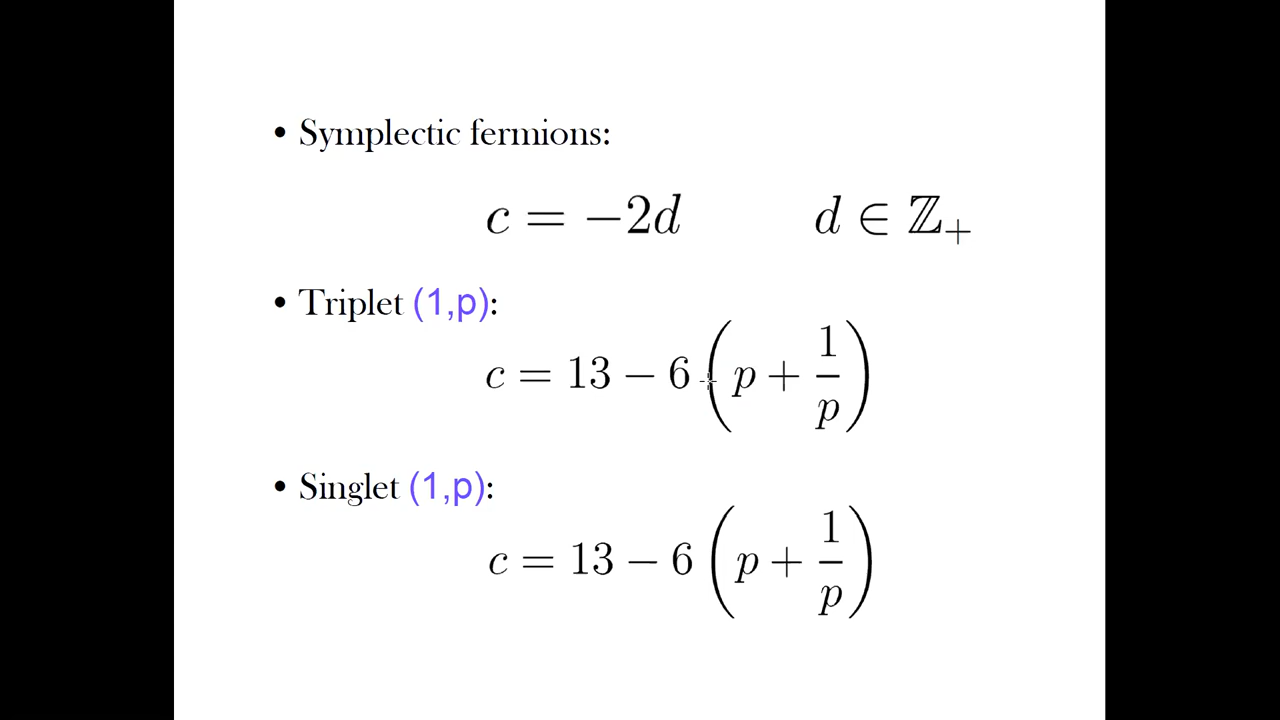 • Symplectic fermions:
c = −2d d ∈ ℤ₊
• Triplet (1,p):
c = 13 − 6 (p + 1/p)
• Singlet (1,p):
c = 13 − 6 (p + 1/p)